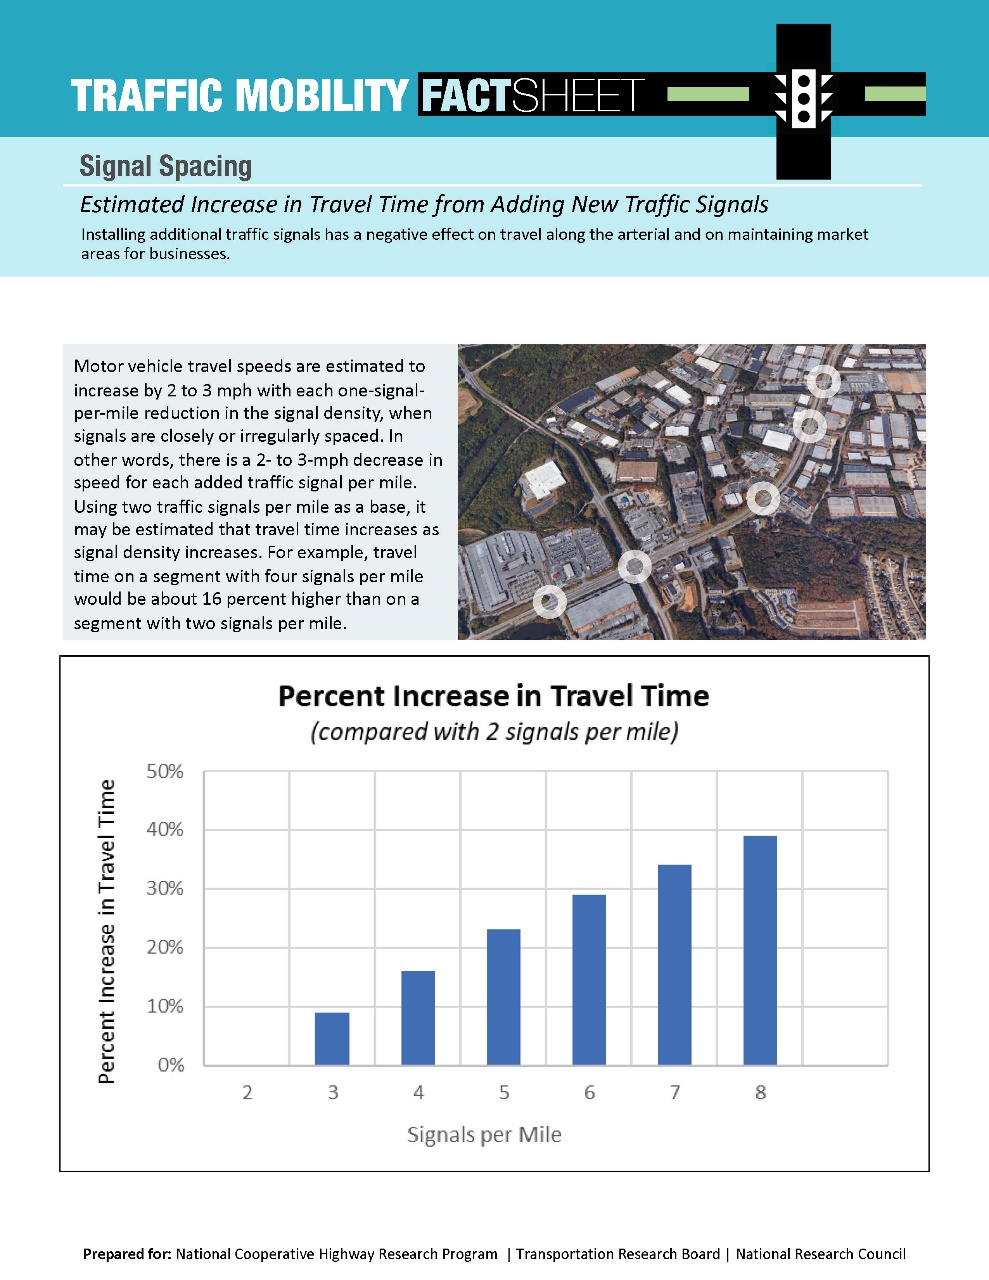 TRAFFIC MOBILITY FACTSHEET
Signal Spacing
Estimated Increase in Travel Time from Adding New Traffic Signals
Installing additional traffic signals has a negative effect on travel along the arterial and on maintaining market
areas for businesses.
Motor vehicle travel speeds are estimated to
increase by 2 to 3 mph with each one-signal-
per-mile reduction in the signal density, when
signals are closely or irregularly spaced. In
other words, there is a 2- to 3-mph decrease in
speed for each added traffic signal per mile.
Using two traffic signals per mile as a base, it
may be estimated that travel time increases as
signal density increases. For example, travel
time on a segment with four signals per mile
would be about 16 percent higher than on a
segment with two signals per mile.
Percent Increase in Travel Time
(compared with 2 signals per mile)
Percent Increase in Travel Time
50%
40%
30%
20%
10%
0%
2 3 4 5 6 7 8
Signals per Mile
Prepared for: National Cooperative Highway Research Program | Transportation Research Board | National Research Council